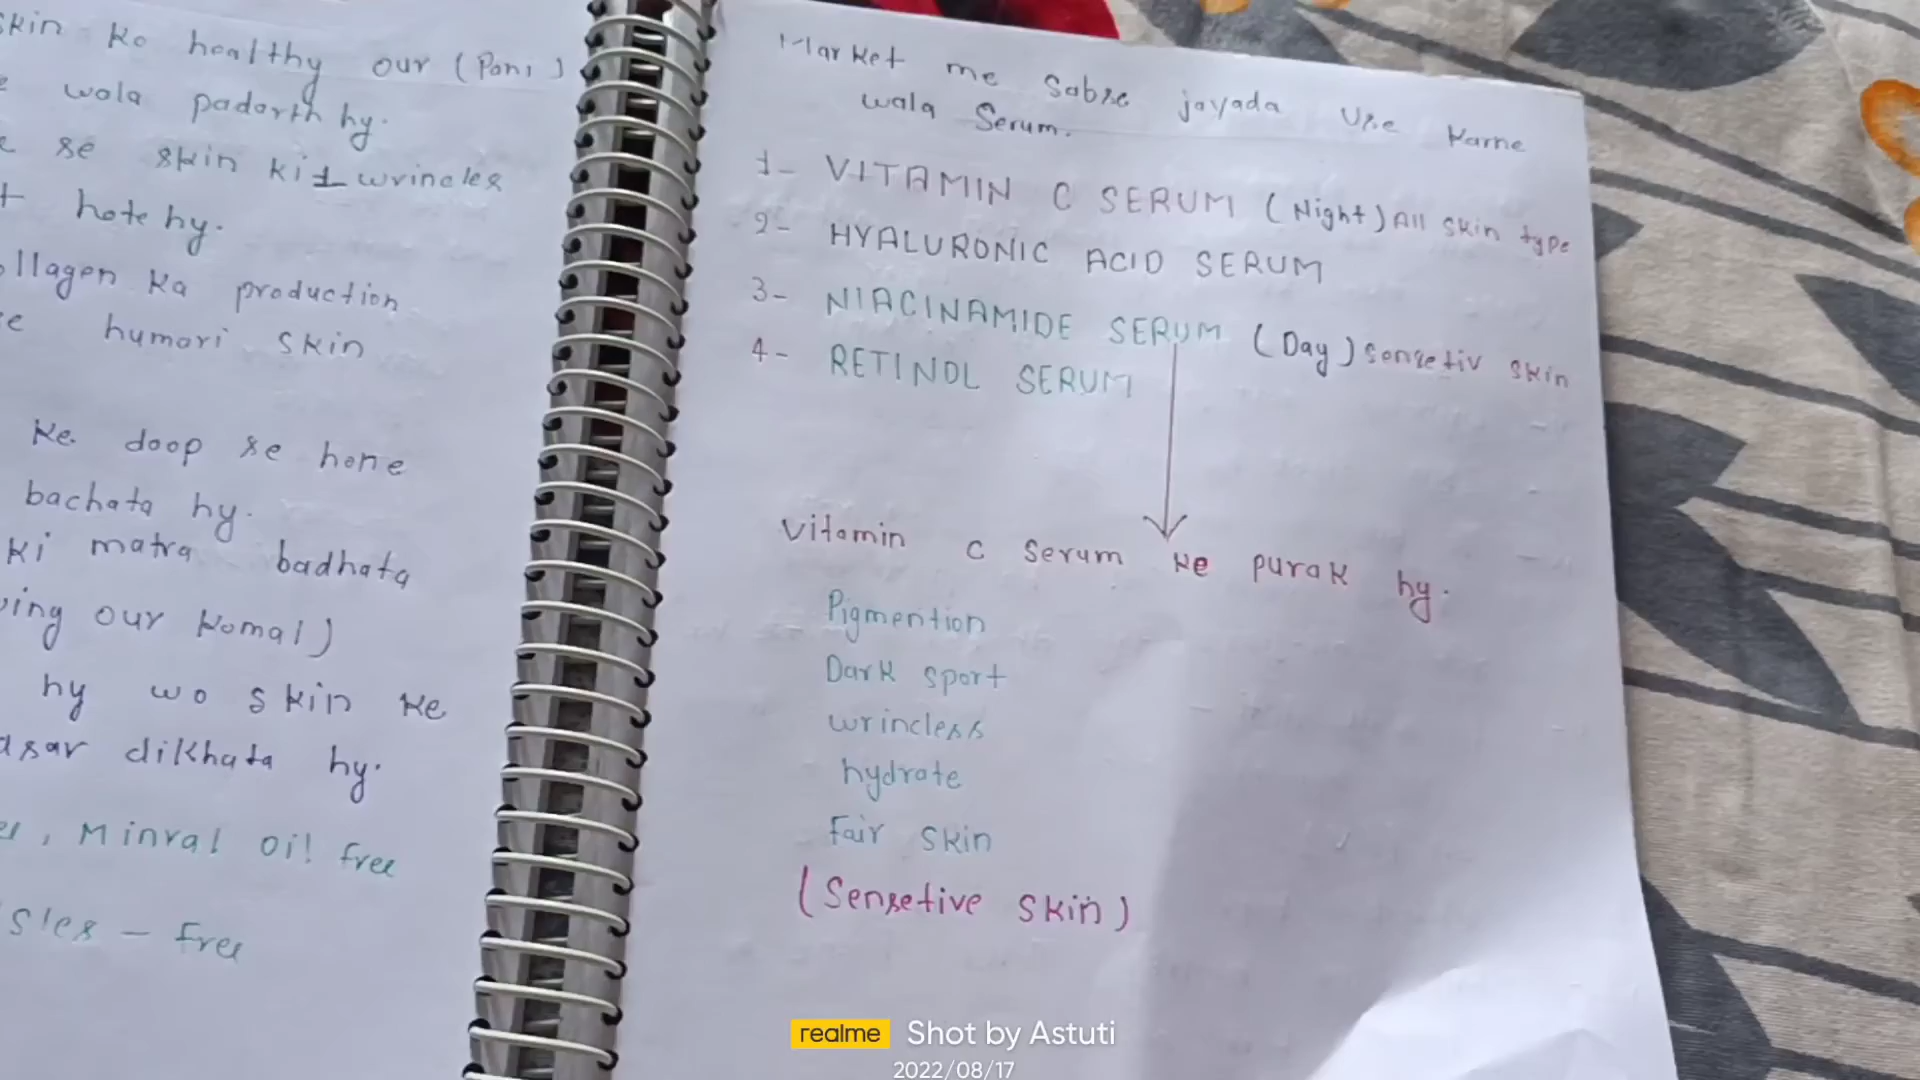 skin ko healthy our (Pani)
wala padarth hy.
se skin ki wrincles
hote hy.
ollagen ka production
humari skin
ke doop se hone
bachata hy.
ki matra badhata
ving our komal)
hy wo skin ke
asar dikhata hy.
, Minral oil free
sles - free
Market me sabse jayada use karne
wala Serum.
1- VITAMIN C SERUM (Night) All skin type
2- HYALURONIC ACID SERUM
3- NIACINAMIDE SERUM (Day) sensetiv skin
4- RETINOL SERUM
Vitamin c serum ke purak hy.
Pigmention
Dark sport
wrincless
hydrate
Fair skin
(Sensetive skin)
realme Shot by Astuti
2022/08/17